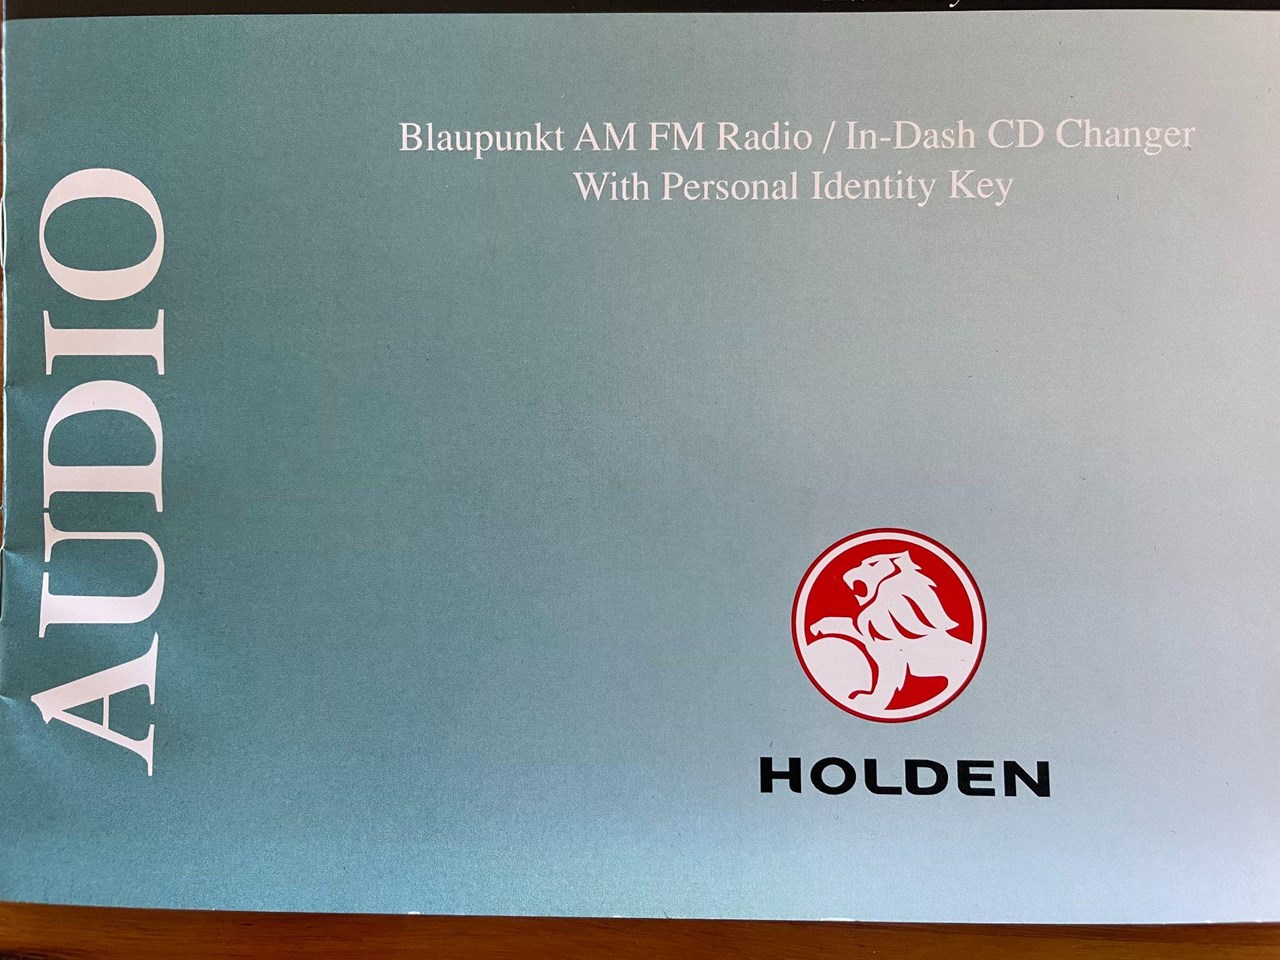 Blaupunkt AM FM Radio / In-Dash CD Changer
With Personal Identity Key
AUDIO
HOLDEN